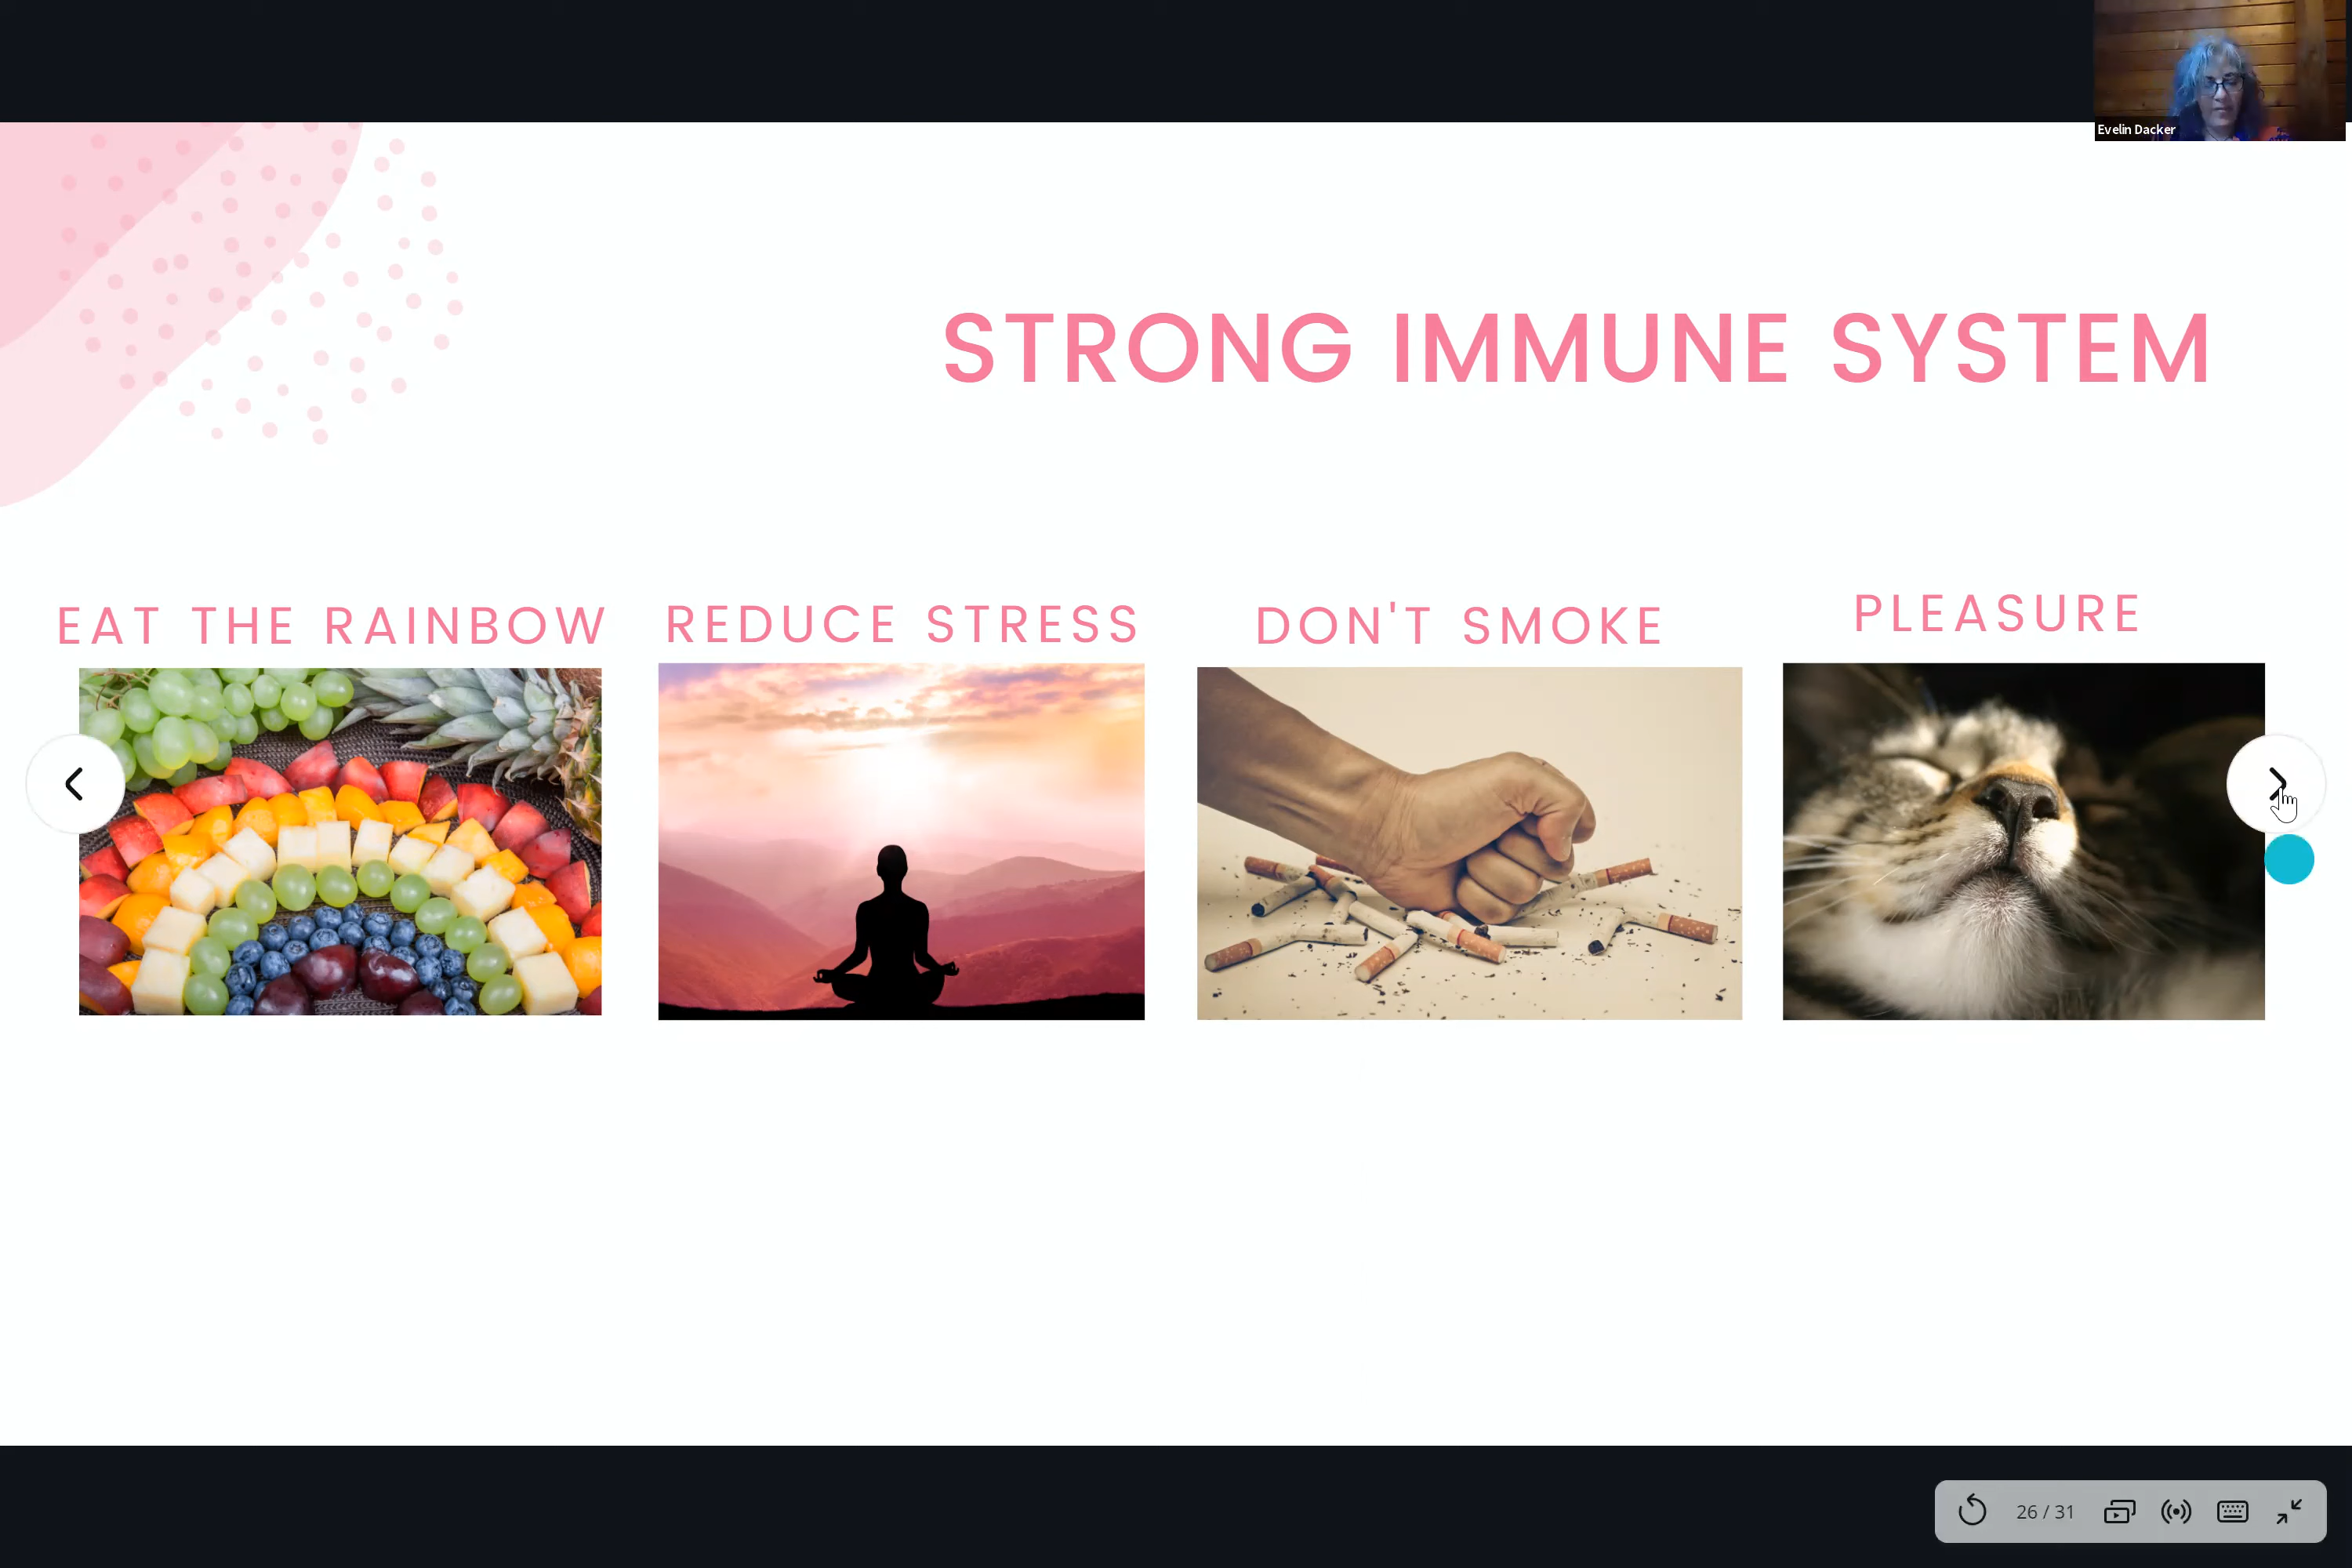 Evelin Dacker
STRONG IMMUNE SYSTEM
EAT THE RAINBOW
REDUCE STRESS
DON'T SMOKE
PLEASURE
26 / 31